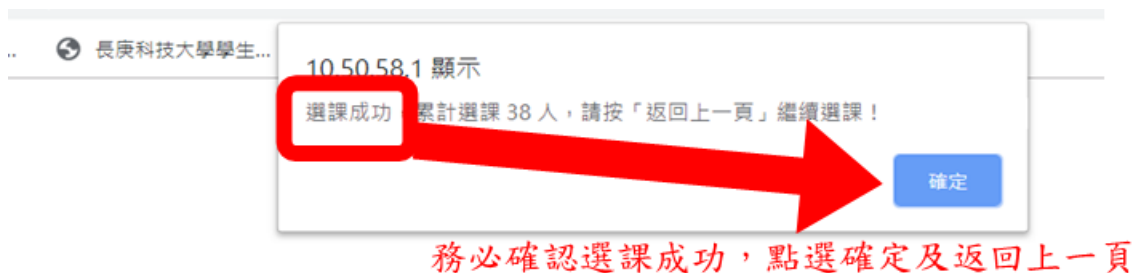 .. 長庚科技大學學生...
10.50.58.1 顯示
選課成功，累計選課 38 人，請按「返回上一頁」繼續選課！
確定
務必確認選課成功，點選確定及返回上一頁